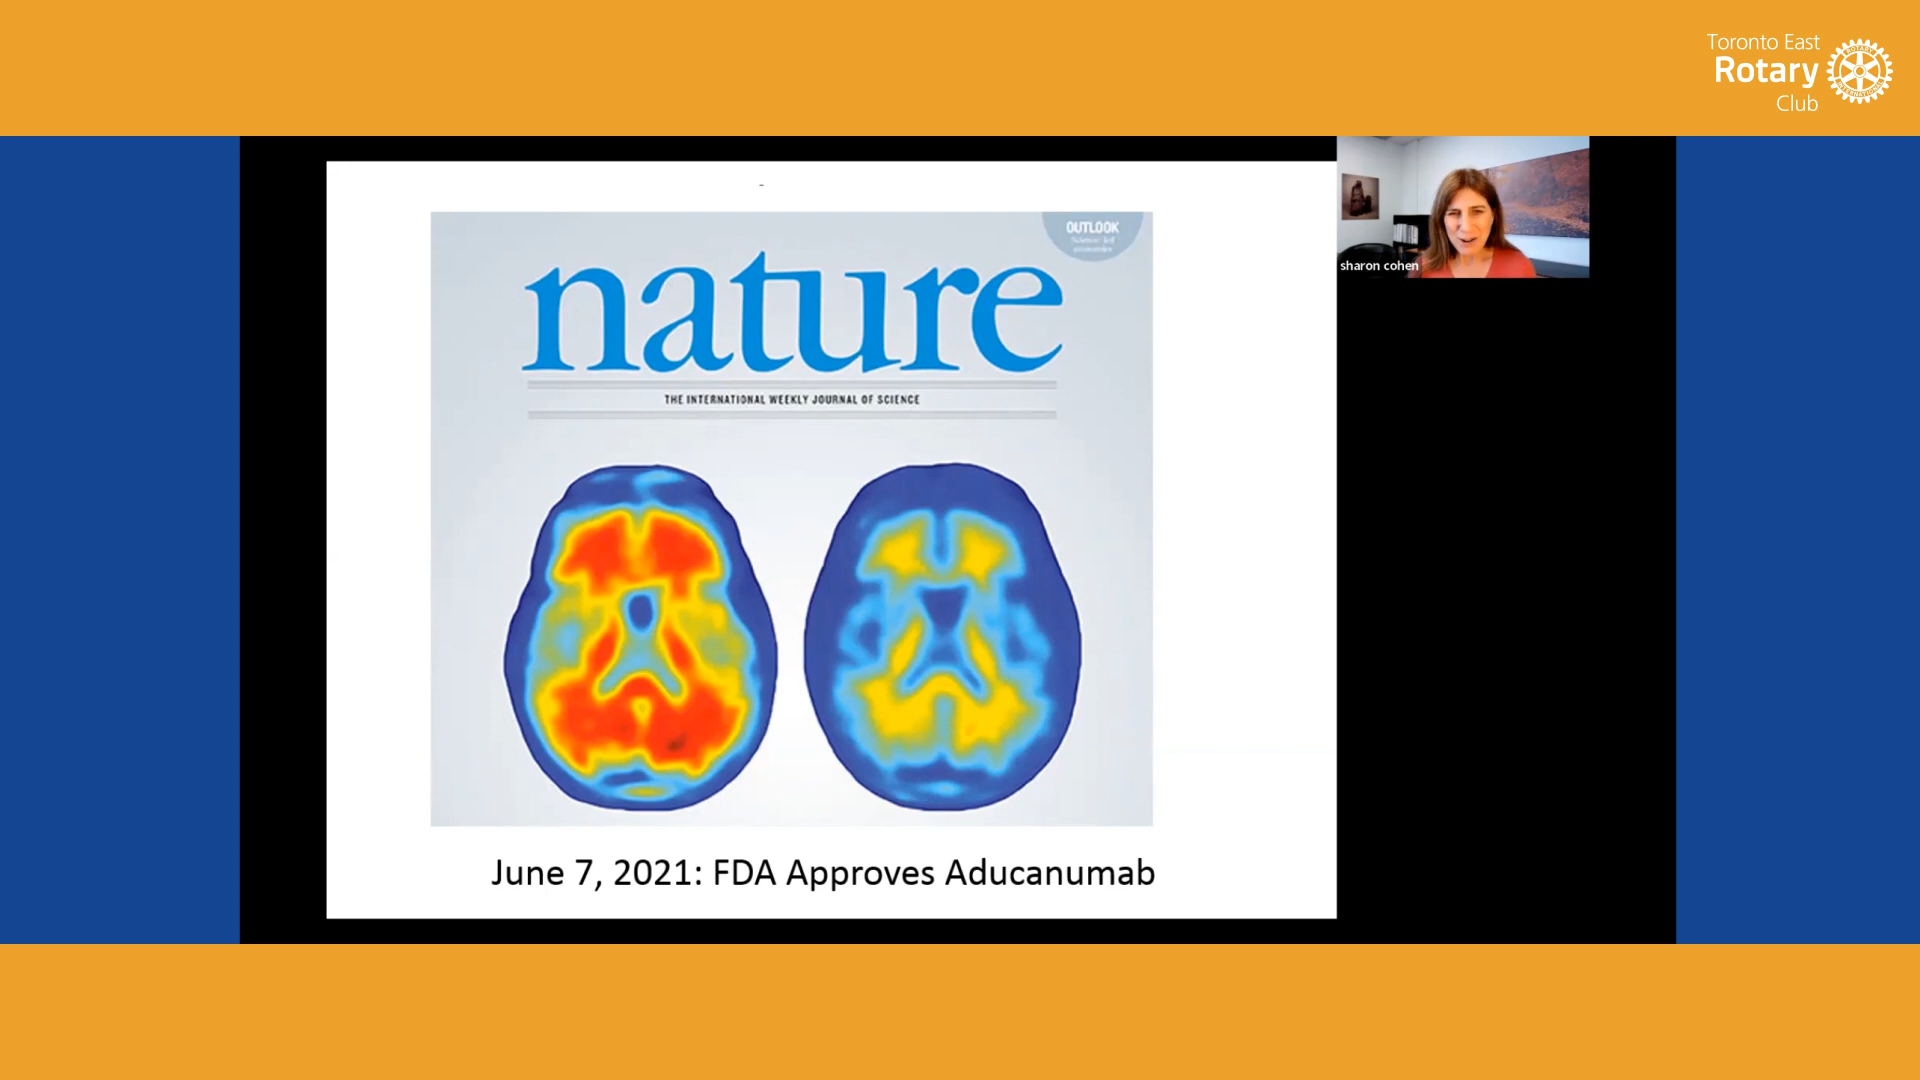 Toronto East
Rotary
Club
OUTLOOK
nature
THE INTERNATIONAL WEEKLY JOURNAL OF SCIENCE
sharon cohen
June 7, 2021: FDA Approves Aducanumab